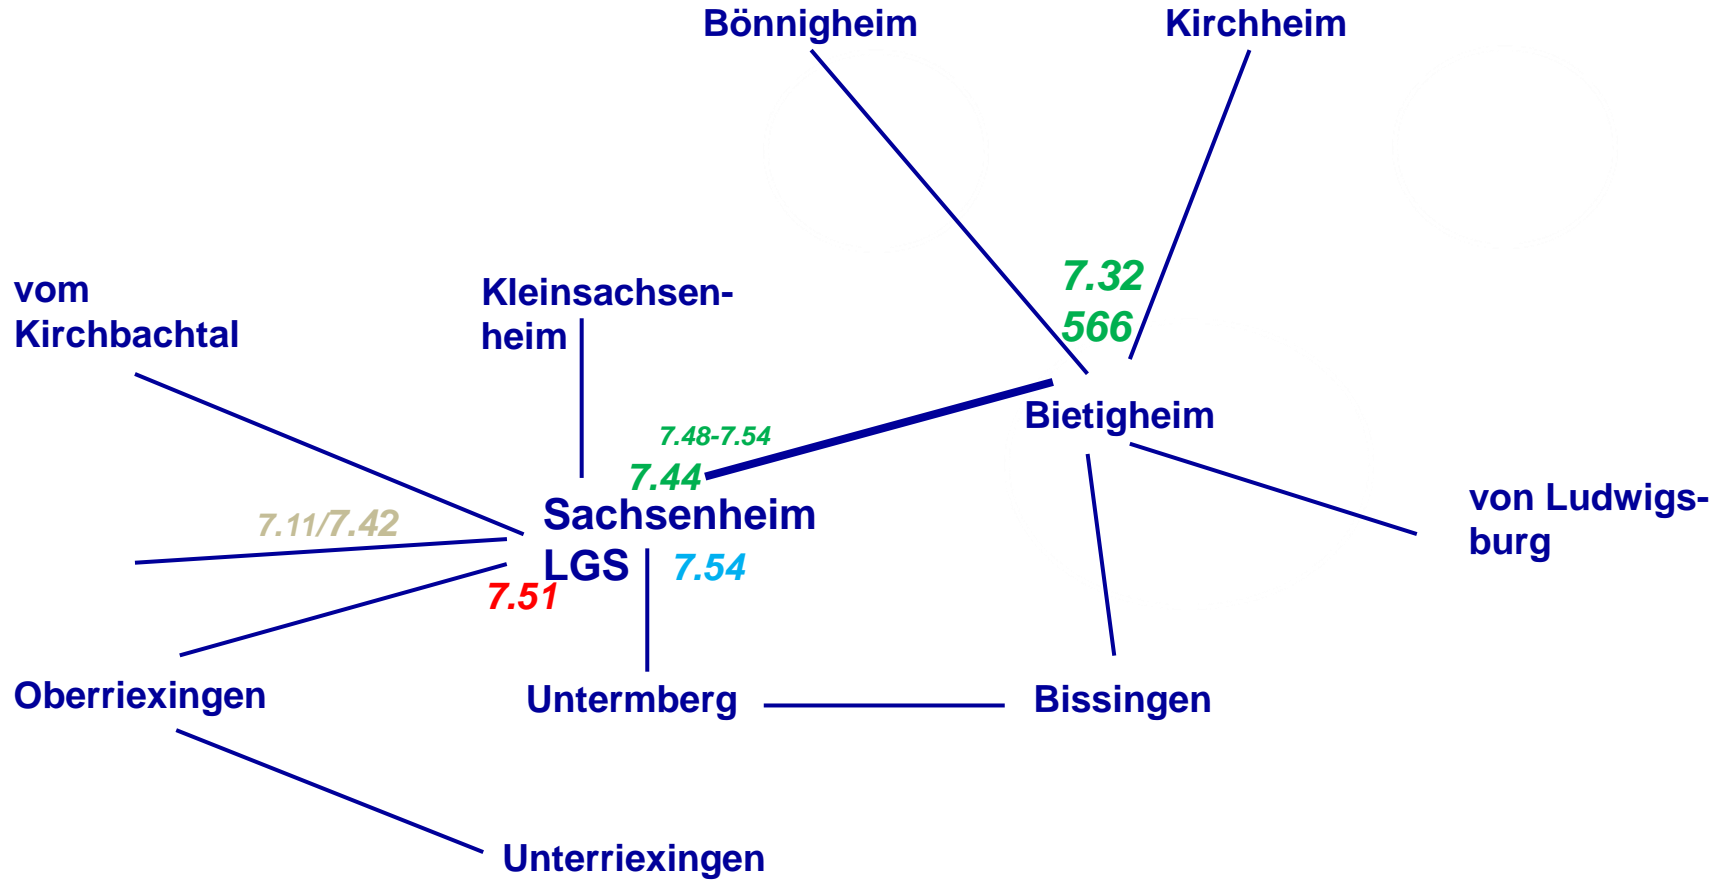 Bönnigheim
Kirchheim
7.32
566
vom
Kirchbachtal
Kleinsachsen-
heim
Bietigheim
7.48-7.54
7.44
Sachsenheim
LGS
7.54
7.11/7.42
7.51
von Ludwigs-
burg
Oberriexingen
Untermberg
Bissingen
Unterriexingen